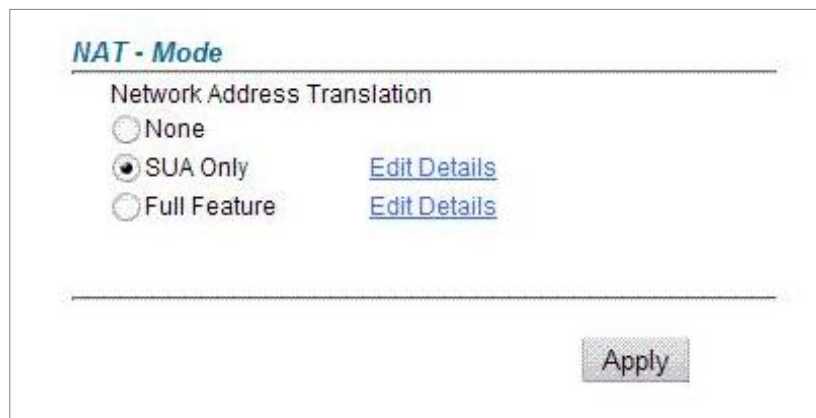 NAT - Mode
Network Address Translation
None
SUA Only Edit Details
Full Feature Edit Details
Apply